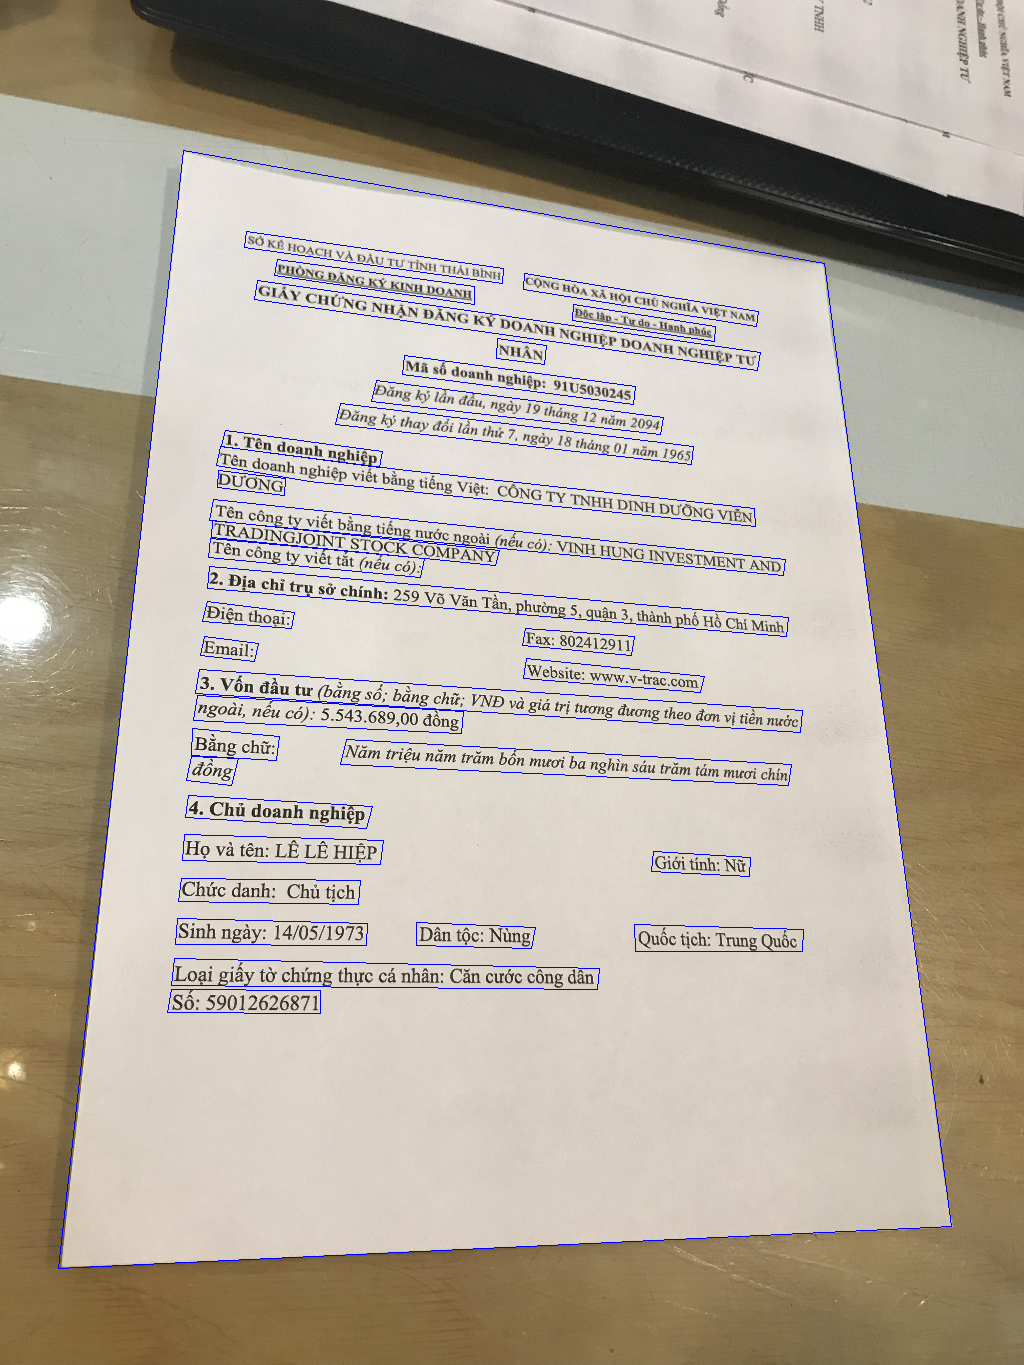 SỞ KẾ HOẠCH VÀ ĐẦU TƯ TỈNH THÁI BÌNH
PHÒNG ĐĂNG KÝ KINH DOANH
CỘNG HÒA XÃ HỘI CHỦ NGHĨA VIỆT NAM
Độc lập - Tự do - Hạnh phúc
GIẤY CHỨNG NHẬN ĐĂNG KÝ DOANH NGHIỆP DOANH NGHIỆP TƯ
NHÂN
Mã số doanh nghiệp: 91U5030245
Đăng ký lần đầu, ngày 19 tháng 12 năm 2094
Đăng ký thay đổi lần thứ 7, ngày 18 tháng 01 năm 1965
1. Tên doanh nghiệp
Tên doanh nghiệp viết bằng tiếng Việt: CÔNG TY TNHH DINH DƯỠNG VIỄN
DƯƠNG
Tên công ty viết bằng tiếng nước ngoài (nếu có): VINH HUNG INVESTMENT AND
TRADINGJOINT STOCK COMPANY
Tên công ty viết tắt (nếu có):
2. Địa chỉ trụ sở chính: 259 Võ Văn Tần, phường 5, quận 3, thành phố Hồ Chí Minh
Điện thoại:
Fax: 802412911
Email:
Website: www.v-trac.com
3. Vốn đầu tư (bằng số; bằng chữ; VNĐ và giá trị tương đương theo đơn vị tiền nước
ngoài, nếu có): 5.543.689,00 đồng
Bằng chữ: Năm triệu năm trăm bốn mươi ba nghìn sáu trăm tám mươi chín
đồng
4. Chủ doanh nghiệp
Họ và tên: LÊ LÊ HIỆP
Giới tính: Nữ
Chức danh: Chủ tịch
Sinh ngày: 14/05/1973
Dân tộc: Nùng
Quốc tịch: Trung Quốc
Loại giấy tờ chứng thực cá nhân: Căn cước công dân
Số: 59012626871